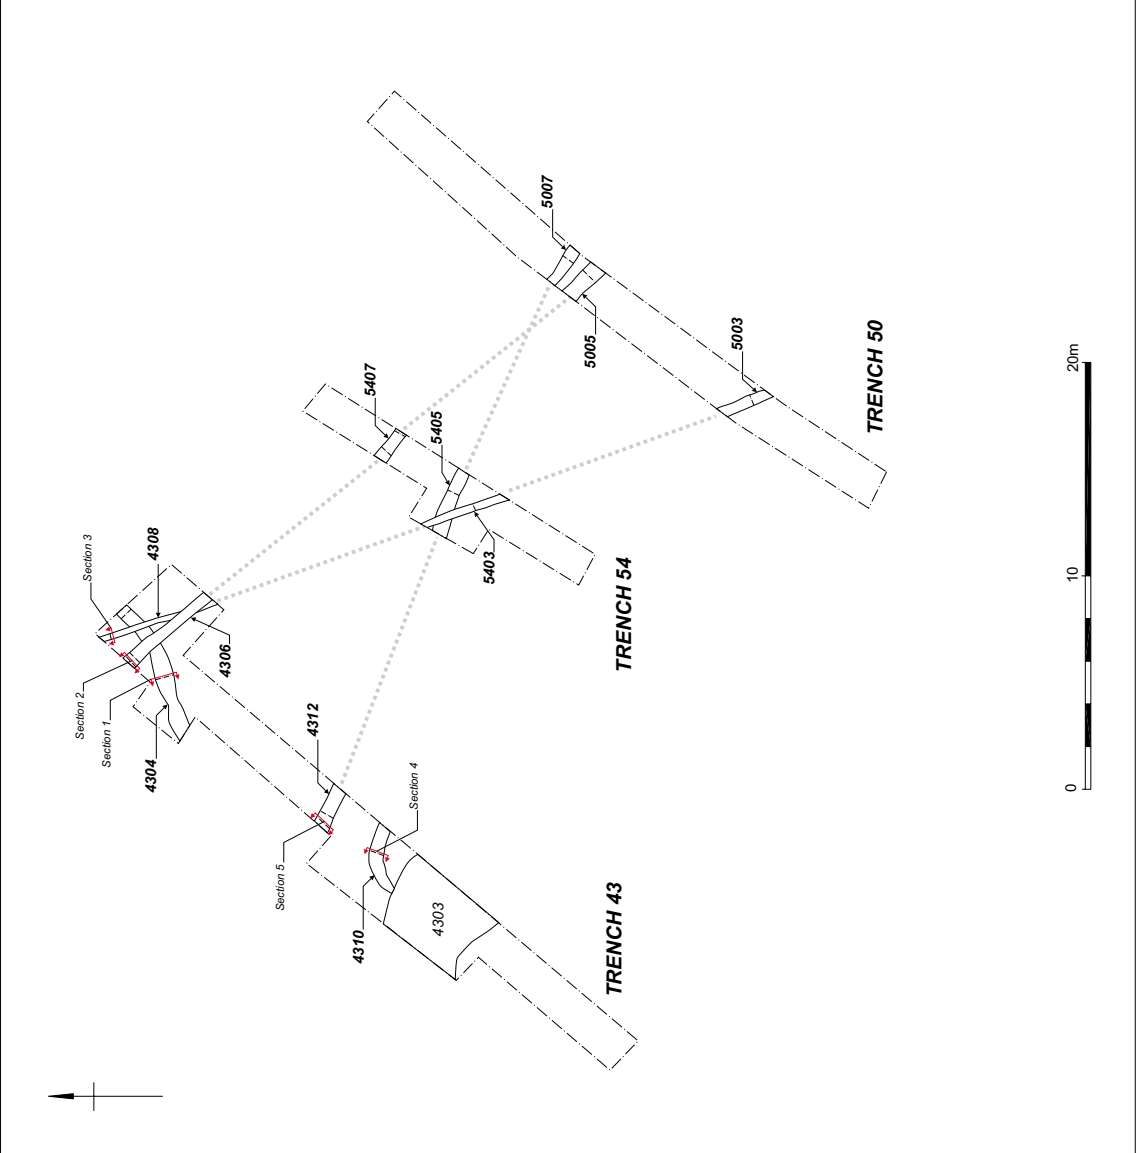 Section 3
4308
Section 2
Section 1
4304
4306
4312
Section 4
Section 5
4310
4303
TRENCH 43
5407
5405
5403
TRENCH 54
5007
5005
5003
TRENCH 50
0
10
20m